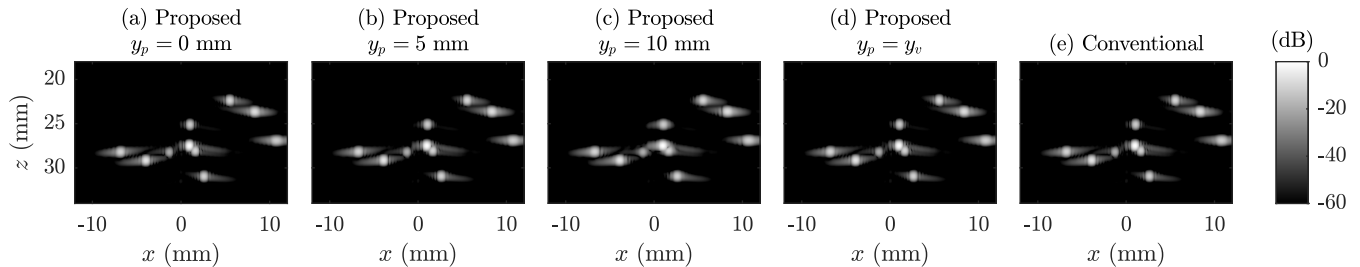 (a) Proposed
y_p = 0 mm
(b) Proposed
y_p = 5 mm
(c) Proposed
y_p = 10 mm
(d) Proposed
y_p = y_v
(e) Conventional
(dB)
z (mm)
20
25
30
-10 0 10
x (mm)
-10 0 10
x (mm)
-10 0 10
x (mm)
-10 0 10
x (mm)
-10 0 10
x (mm)
0
-20
-40
-60